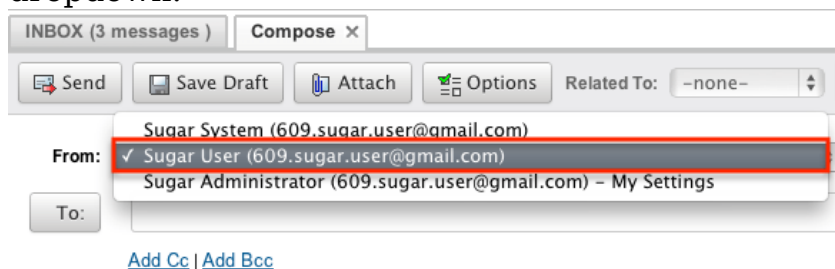 dropdown.
INBOX (3 messages ) Compose ×
Send Save Draft Attach Options Related To: -none-
Sugar System (609.sugar.user@gmail.com)
From: ✓ Sugar User (609.sugar.user@gmail.com)
Sugar Administrator (609.sugar.user@gmail.com) – My Settings
To:
Add Cc | Add Bcc